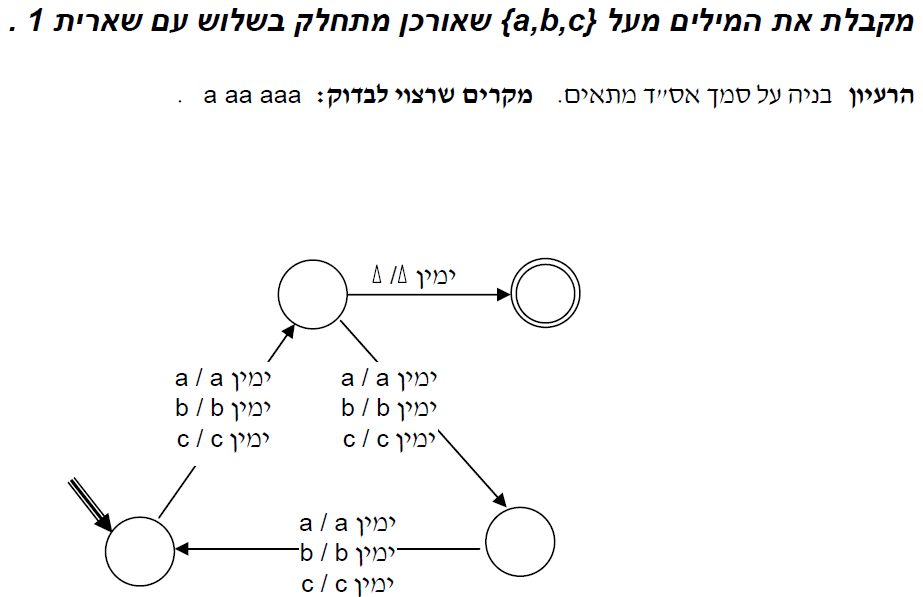 מקבלת את המילים מעל {a,b,c} שאורכן מתחלק בשלוש עם שארית 1 .
הרעיון בניה על סמך אס״ד מתאים. מקרים שרצוי לבדוק: a aa aaa .
Δ /Δ ימין
a / a ימין
b / b ימין
c / c ימין
a / a ימין
b / b ימין
c / c ימין
a / a ימין
b / b ימין
c / c ימין